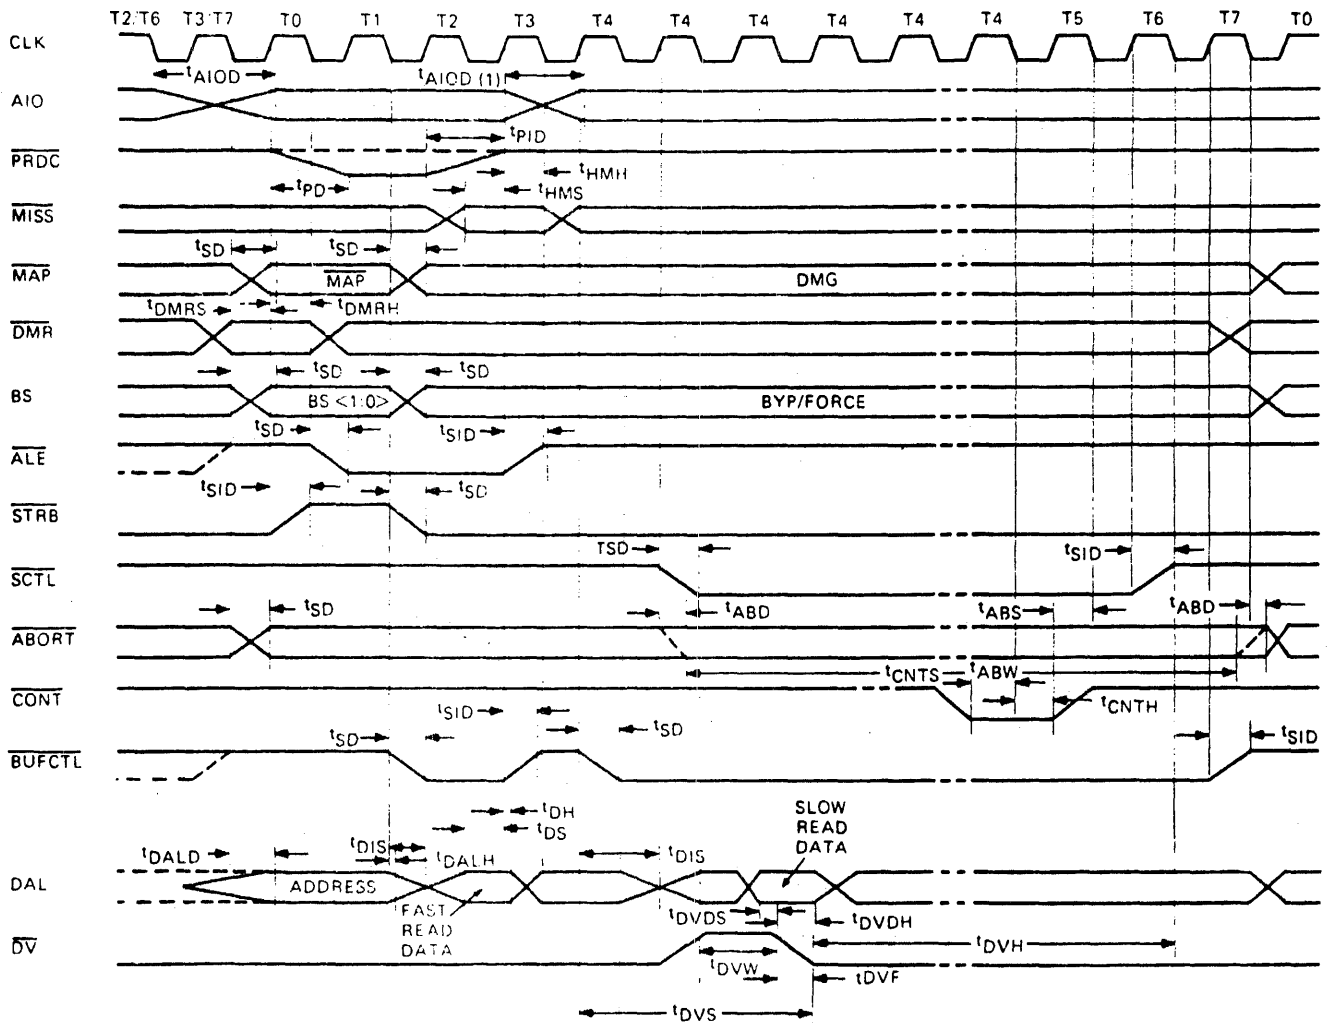 T2/T6 T3/T7 T0 T1 T2 T3 T4 T4 T4 T4 T4 T4 T5 T6 T7 T0
CLK
tAIOD tAIOD (1)
AIO
tPID
PRDC
tPD tHMH
tHMS
MISS
tSD tSD
MAP MAP DMG
tDMRS tDMRH
DMR
tSD tSD
BS BS <1:0> BYP/FORCE
tSD tSID
ALE
tSID tSD
STRB
TSD tSID
SCTL
tSD tABD tABS tABD
ABORT
tCNTS tABW
CONT
tSID tCNTH
tSD tSD tSID
BUFCTL
tDH
tDS
SLOW
READ
DATA
tDALD tDIS tDALH tDIS
DAL ADDRESS
FAST
READ
DATA
tDVDS tDVDH
DV
tDVW tDVH
tDVF
tDVS